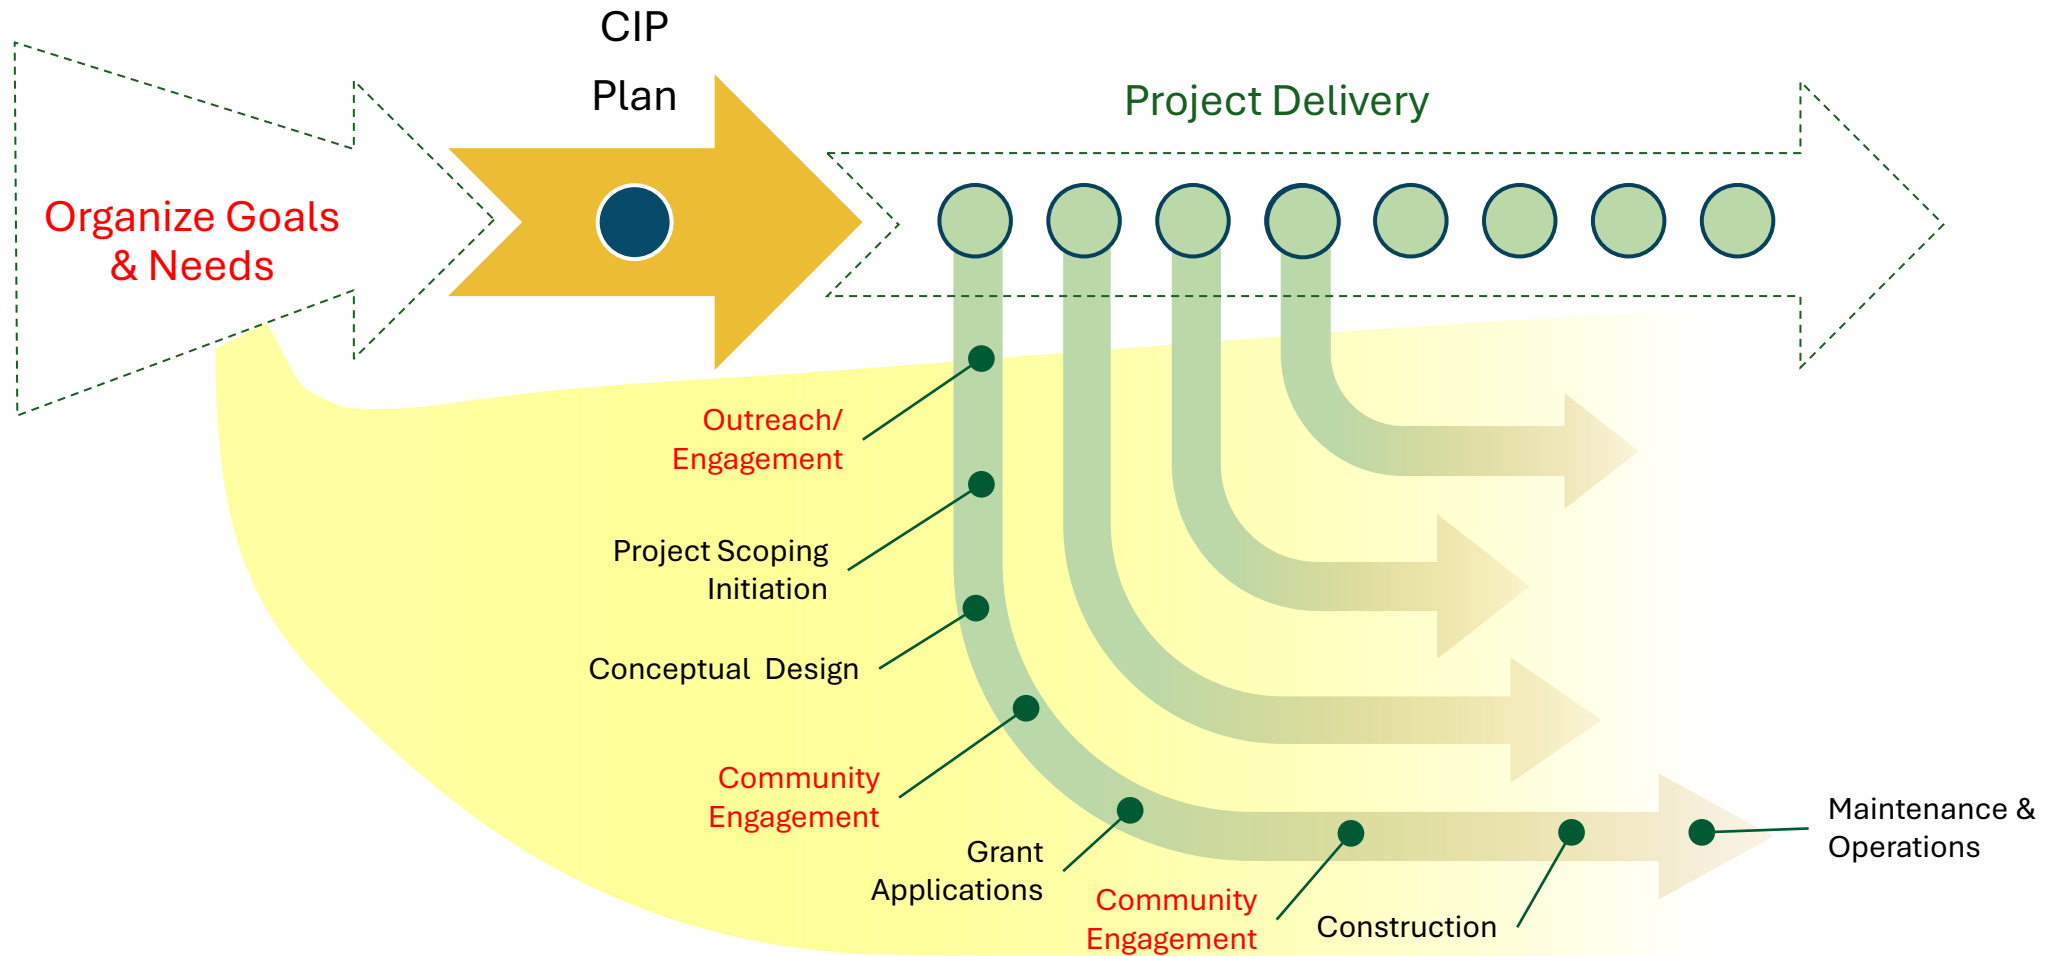 CIP
Plan
Project Delivery
Organize Goals
& Needs
Outreach/
Engagement
Project Scoping
Initiation
Conceptual  Design
Community
Engagement
Grant
Applications
Community
Engagement
Construction
Maintenance &
Operations